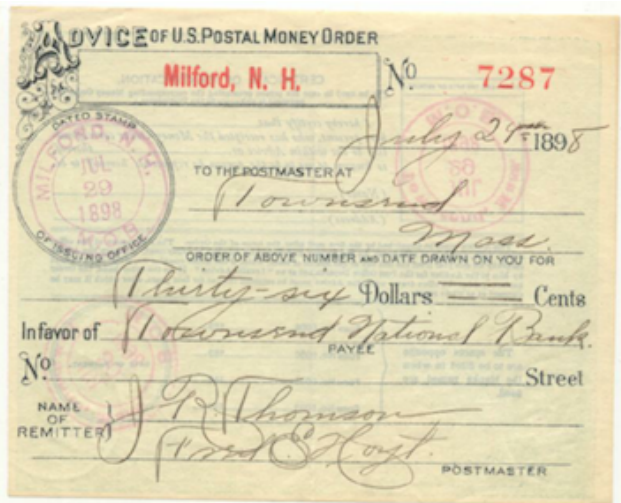 ADVICE OF U.S. POSTAL MONEY ORDER
Milford, N. H.
No 7287
DATED STAMP
MILFORD, N.H.
JUL
29
1898
M.O.B.
OF ISSUING OFFICE
July 29th 1898
TO THE POSTMASTER AT
Townsend
Mass.
ORDER OF ABOVE NUMBER AND DATE DRAWN ON YOU FOR
Thirty-six Dollars Cents
In favor of Townsend National Bank.
PAYEE
No Street
NAME OF REMITTER J R Thomson
Fred E Hoyt.
POSTMASTER